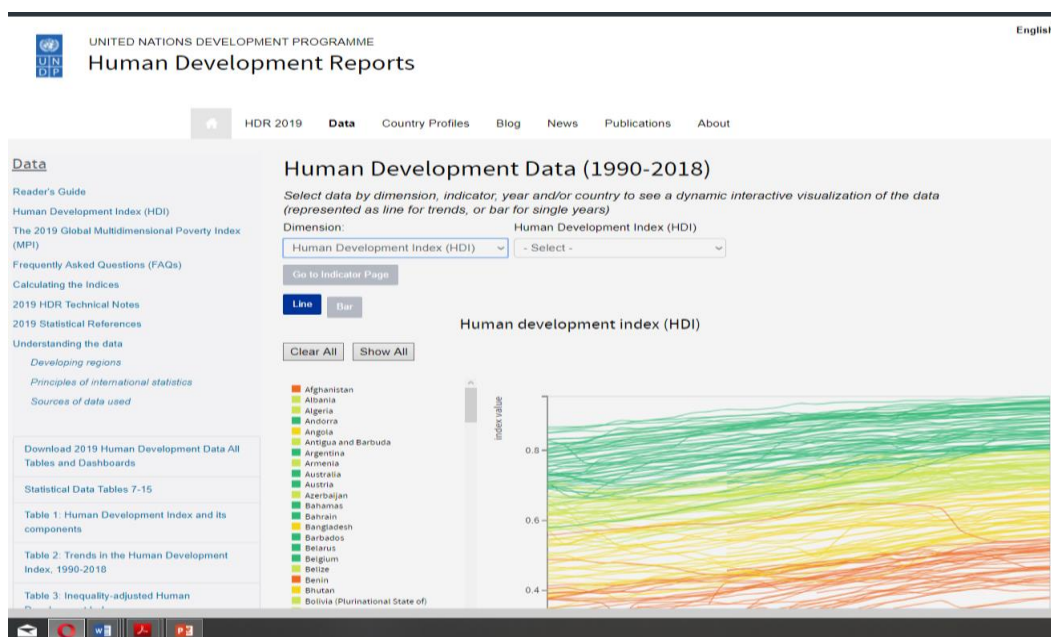 English
UNITED NATIONS DEVELOPMENT PROGRAMME
Human Development Reports
UN
DP
HDR 2019 Data Country Profiles Blog News Publications About
Data
Reader's Guide
Human Development Index (HDI)
The 2019 Global Multidimensional Poverty Index
(MPI)
Frequently Asked Questions (FAQs)
Calculating the Indices
2019 HDR Technical Notes
2019 Statistical References
Understanding the data
Developing regions
Principles of international statistics
Sources of data used
Download 2019 Human Development Data All
Tables and Dashboards
Statistical Data Tables 7-15
Table 1: Human Development Index and its
components
Table 2: Trends in the Human Development
Index, 1990-2018
Table 3: Inequality-adjusted Human
Human Development Data (1990-2018)
Select data by dimension, indicator, year and/or country to see a dynamic interactive visualization of the data
(represented as line for trends, or bar for single years)
Dimension: Human Development Index (HDI)
Human Development Index (HDI) - Select -
Go to Indicator Page
Line Bar
Human development index (HDI)
Clear All Show All
Afghanistan
Albania
Algeria
Andorra
Angola
Antigua and Barbuda
Argentina
Armenia
Australia
Austria
Azerbaijan
Bahamas
Bahrain
Bangladesh
Barbados
Belarus
Belgium
Belize
Benin
Bhutan
Bolivia (Plurinational State of)
index value
0.8
0.6
0.4